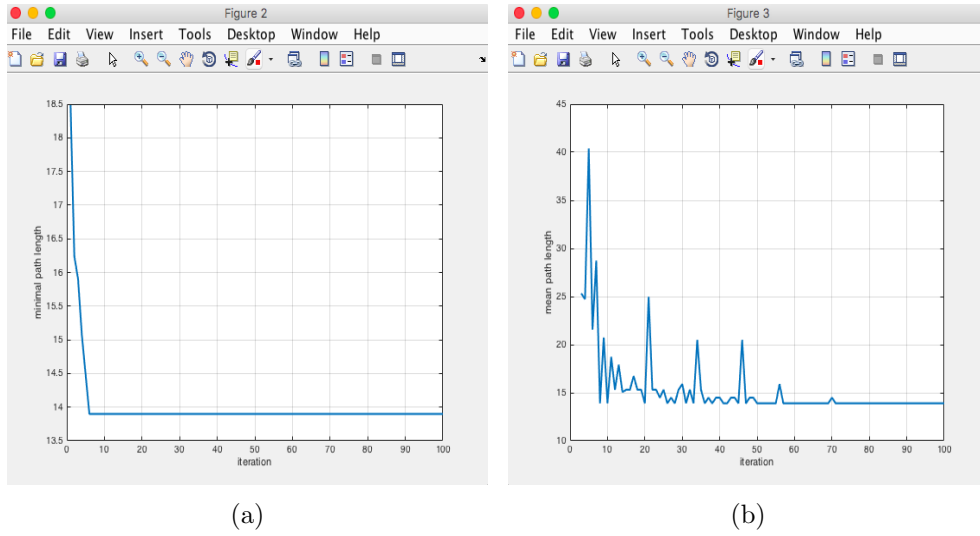 Figure 2
File Edit View Insert Tools Desktop Window Help
18.5
18
17.5
17
16.5
16
15.5
15
14.5
14
13.5
minimal path length
0 10 20 30 40 50 60 70 80 90 100
iteration
(a)
Figure 3
File Edit View Insert Tools Desktop Window Help
45
40
35
30
25
20
15
10
mean path length
0 10 20 30 40 50 60 70 80 90 100
iteration
(b)